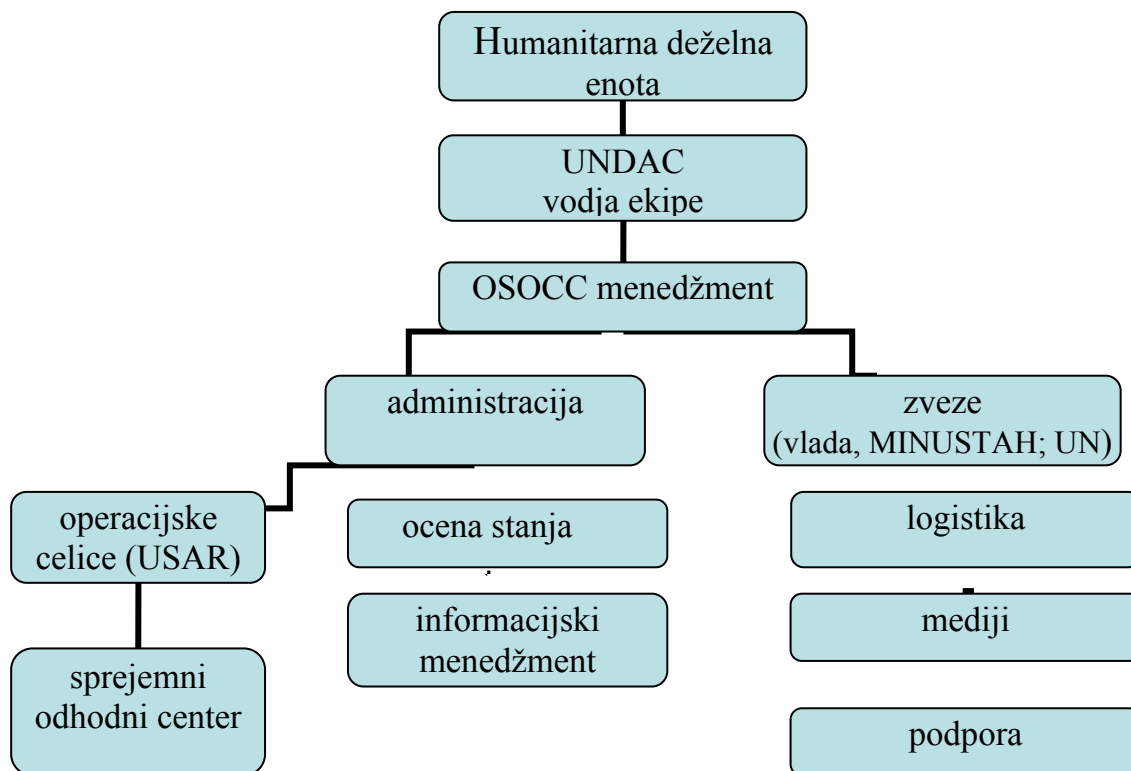 Humanitarna deželna
enota
UNDAC
vodja ekipe
OSOCC menedžment
administracija
zveze
(vlada, MINUSTAH; UN)
operacijske
celice (USAR)
ocena stanja
logistika
informacijski
menedžment
mediji
sprejemni
odhodni center
podpora